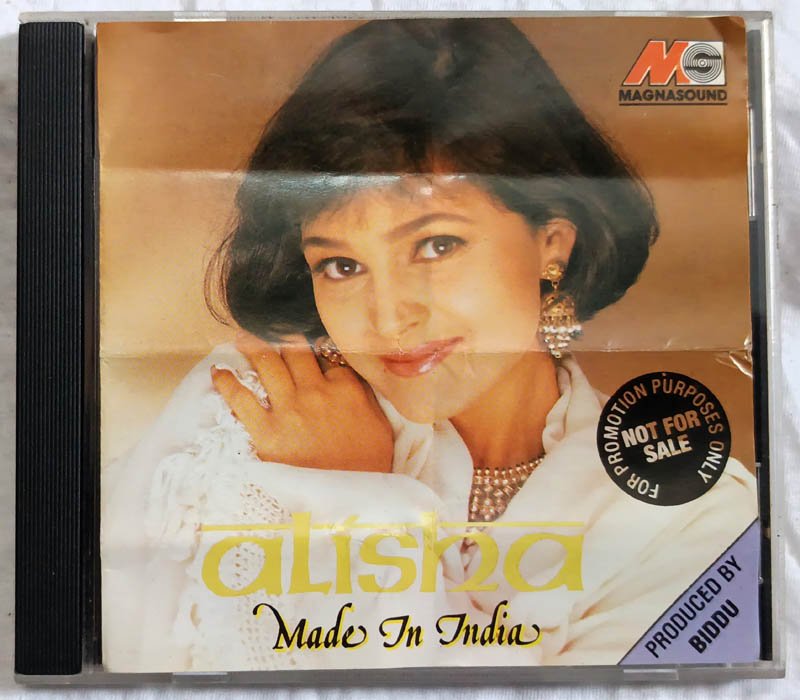 MG
MAGNASOUND
FOR PROMOTION PURPOSES ONLY
NOT FOR
SALE
alisha
Made In India
PRODUCED BY
BIDDU